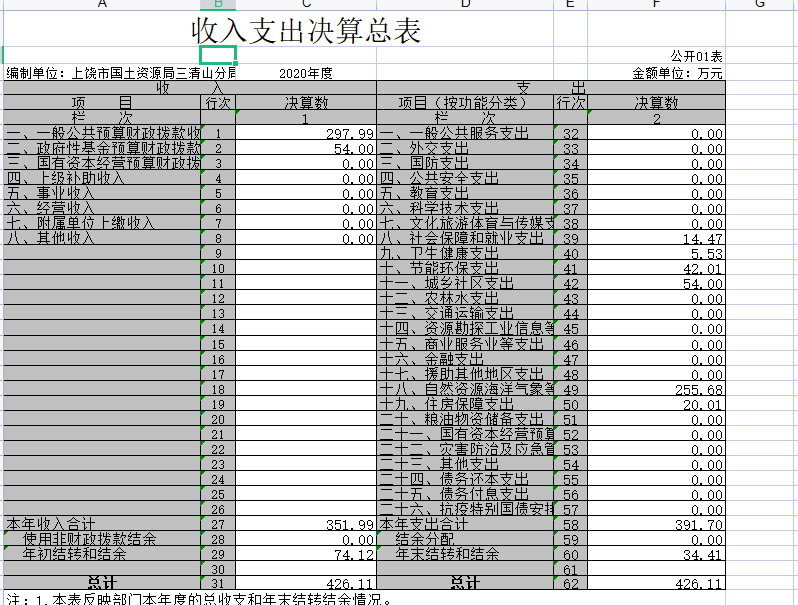 A B C D E F G
收入支出决算总表
公开01表
编制单位：上饶市国土资源局三清山分局 2020年度 金额单位：万元
收 入 支 出
项 目 行次 决算数 项目（按功能分类） 行次 决算数
栏 次 1 栏 次 2
一、一般公共预算财政拨款收 1 297.99 一、一般公共服务支出 32 0.00
二、政府性基金预算财政拨款 2 54.00 二、外交支出 33 0.00
三、国有资本经营预算财政拨 3 0.00 三、国防支出 34 0.00
四、上级补助收入 4 0.00 四、公共安全支出 35 0.00
五、事业收入 5 0.00 五、教育支出 36 0.00
六、经营收入 6 0.00 六、科学技术支出 37 0.00
七、附属单位上缴收入 7 0.00 七、文化旅游体育与传媒支 38 0.00
八、其他收入 8 0.00 八、社会保障和就业支出 39 14.47
9 九、卫生健康支出 40 5.53
10 十、节能环保支出 41 42.01
11 十一、城乡社区支出 42 54.00
12 十二、农林水支出 43 0.00
13 十三、交通运输支出 44 0.00
14 十四、资源勘探工业信息等 45 0.00
15 十五、商业服务业等支出 46 0.00
16 十六、金融支出 47 0.00
17 十七、援助其他地区支出 48 0.00
18 十八、自然资源海洋气象等 49 255.68
19 十九、住房保障支出 50 20.01
20 二十、粮油物资储备支出 51 0.00
21 二十一、国有资本经营预算 52 0.00
22 二十二、灾害防治及应急管 53 0.00
23 二十三、其他支出 54 0.00
24 二十四、债务还本支出 55 0.00
25 二十五、债务付息支出 56 0.00
26 二十六、抗疫特别国债安排 57 0.00
本年收入合计 27 351.99 本年支出合计 58 391.70
使用非财政拨款结余 28 0.00 结余分配 59 0.00
年初结转和结余 29 74.12 年末结转和结余 60 34.41
30 61
总计 31 426.11 总计 62 426.11
注：1.本表反映部门本年度的总收支和年末结转结余情况。